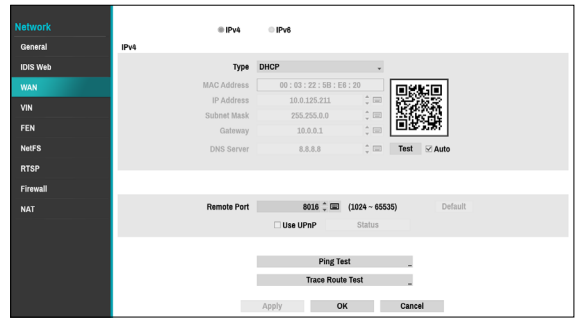 Network
General
IDIS Web
WAN
VIN
FEN
NetFS
RTSP
Firewall
NAT
IPv4 IPv6
IPv4
Type DHCP
MAC Address 00 : 03 : 22 : 5B : E6 : 20
IP Address 10.0.125.211
Subnet Mask 255.255.0.0
Gateway 10.0.0.1
DNS Server 8.8.8.8 Test Auto
Remote Port 8016 (1024 ~ 65535) Default
Use UPnP Status
Ping Test
Trace Route Test
Apply OK Cancel